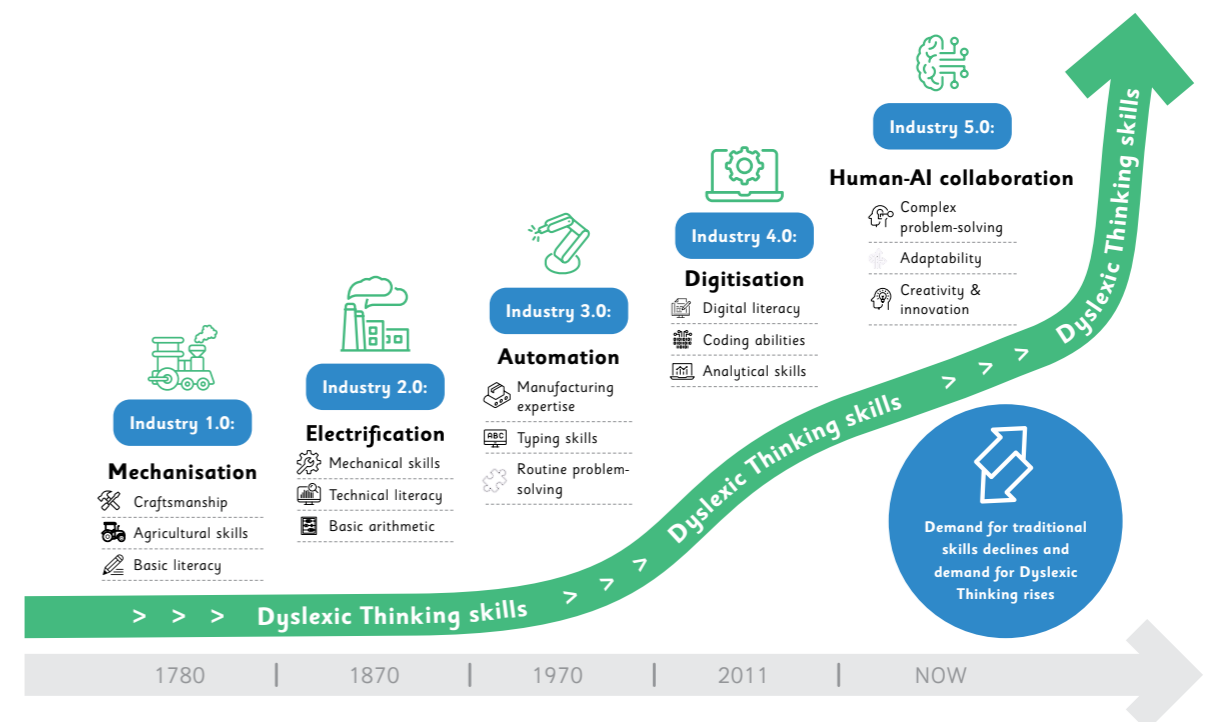 Industry 1.0:
Mechanisation
Craftsmanship
Agricultural skills
Basic literacy
Industry 2.0:
Electrification
Mechanical skills
Technical literacy
Basic arithmetic
Industry 3.0:
Automation
Manufacturing
expertise
ABC
Typing skills
Routine problem-
solving
Industry 4.0:
Digitisation
Digital literacy
Coding abilities
Analytical skills
Industry 5.0:
Human-AI collaboration
Complex
problem-solving
Adaptability
Creativity &
innovation
> > > Dyslexic Thinking skills > > > Dyslexic Thinking skills > > > Dyslexic Thinking skills
Demand for traditional
skills declines and
demand for Dyslexic
Thinking rises
1780 | 1870 | 1970 | 2011 | NOW